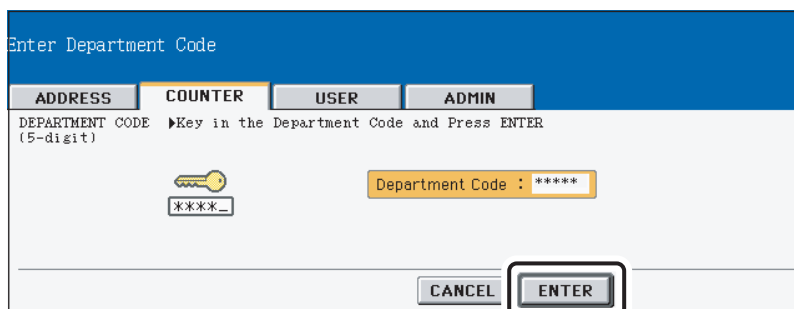 Enter Department Code
ADDRESS COUNTER USER ADMIN
DEPARTMENT CODE ▶Key in the Department Code and Press ENTER
(5-digit)
Department Code : *****
****_
CANCEL ENTER